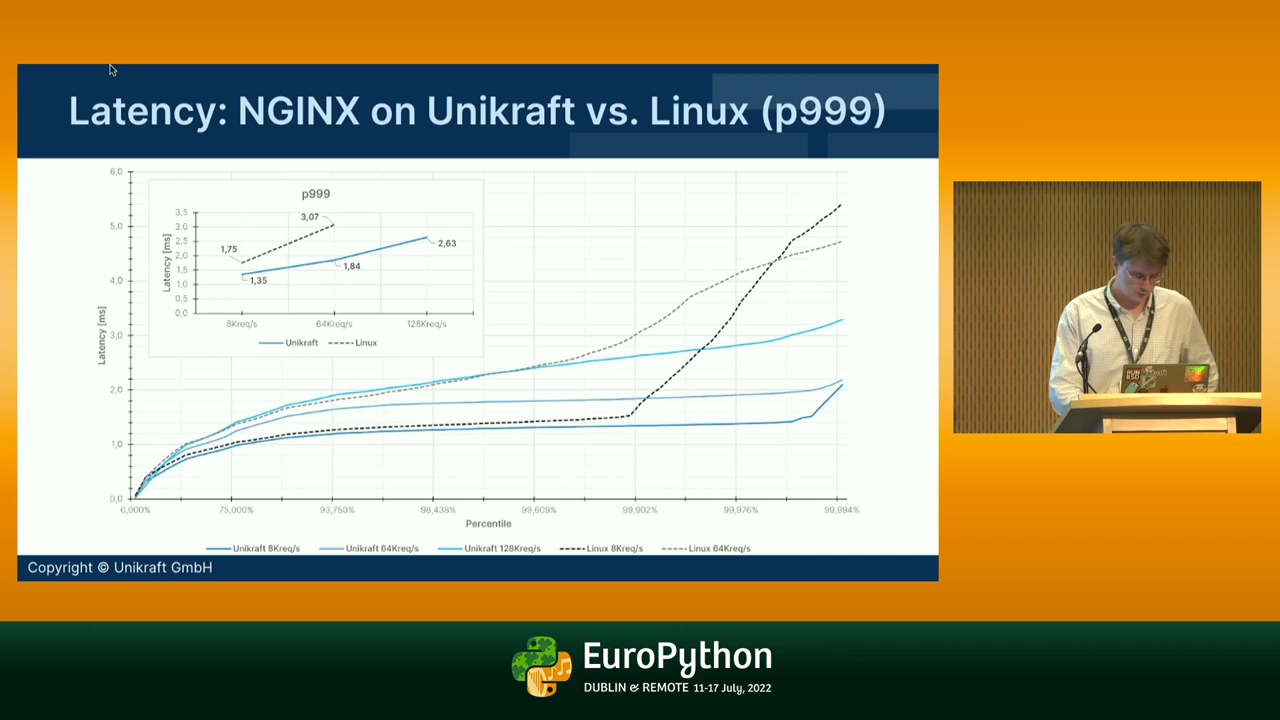 Latency: NGINX on Unikraft vs. Linux (p999)
6,0
5,0
4,0
3,0
2,0
1,0
0,0
Latency [ms]
p999
3,5
3,0
2,5
2,0
1,5
1,0
0,5
0,0
Latency [ms]
1,75
3,07
1,35
1,84
2,63
8Kreq/s 64Kreq/s 128Kreq/s
Unikraft Linux
0,000% 75,000% 93,750% 98,438% 99,609% 99,902% 99,976% 99,994%
Percentile
Unikraft 8Kreq/s Unikraft 64Kreq/s Unikraft 128Kreq/s Linux 8Kreq/s Linux 64Kreq/s
Copyright © Unikraft GmbH
RUN
BSD
EuroPython
DUBLIN & REMOTE 11-17 July, 2022